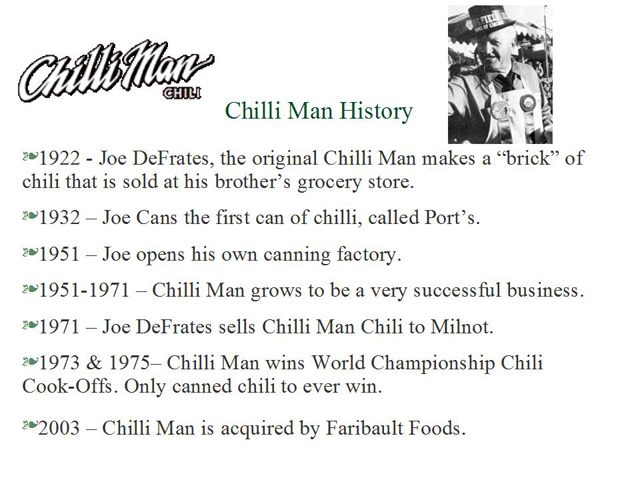 Chilli Man
CHILI
Chilli Man History
1922 - Joe DeFrates, the original Chilli Man makes a “brick” of
chili that is sold at his brother’s grocery store.
1932 – Joe Cans the first can of chilli, called Port’s.
1951 – Joe opens his own canning factory.
1951-1971 – Chilli Man grows to be a very successful business.
1971 – Joe DeFrates sells Chilli Man Chili to Milnot.
1973 & 1975– Chilli Man wins World Championship Chili
Cook-Offs. Only canned chili to ever win.
2003 – Chilli Man is acquired by Faribault Foods.